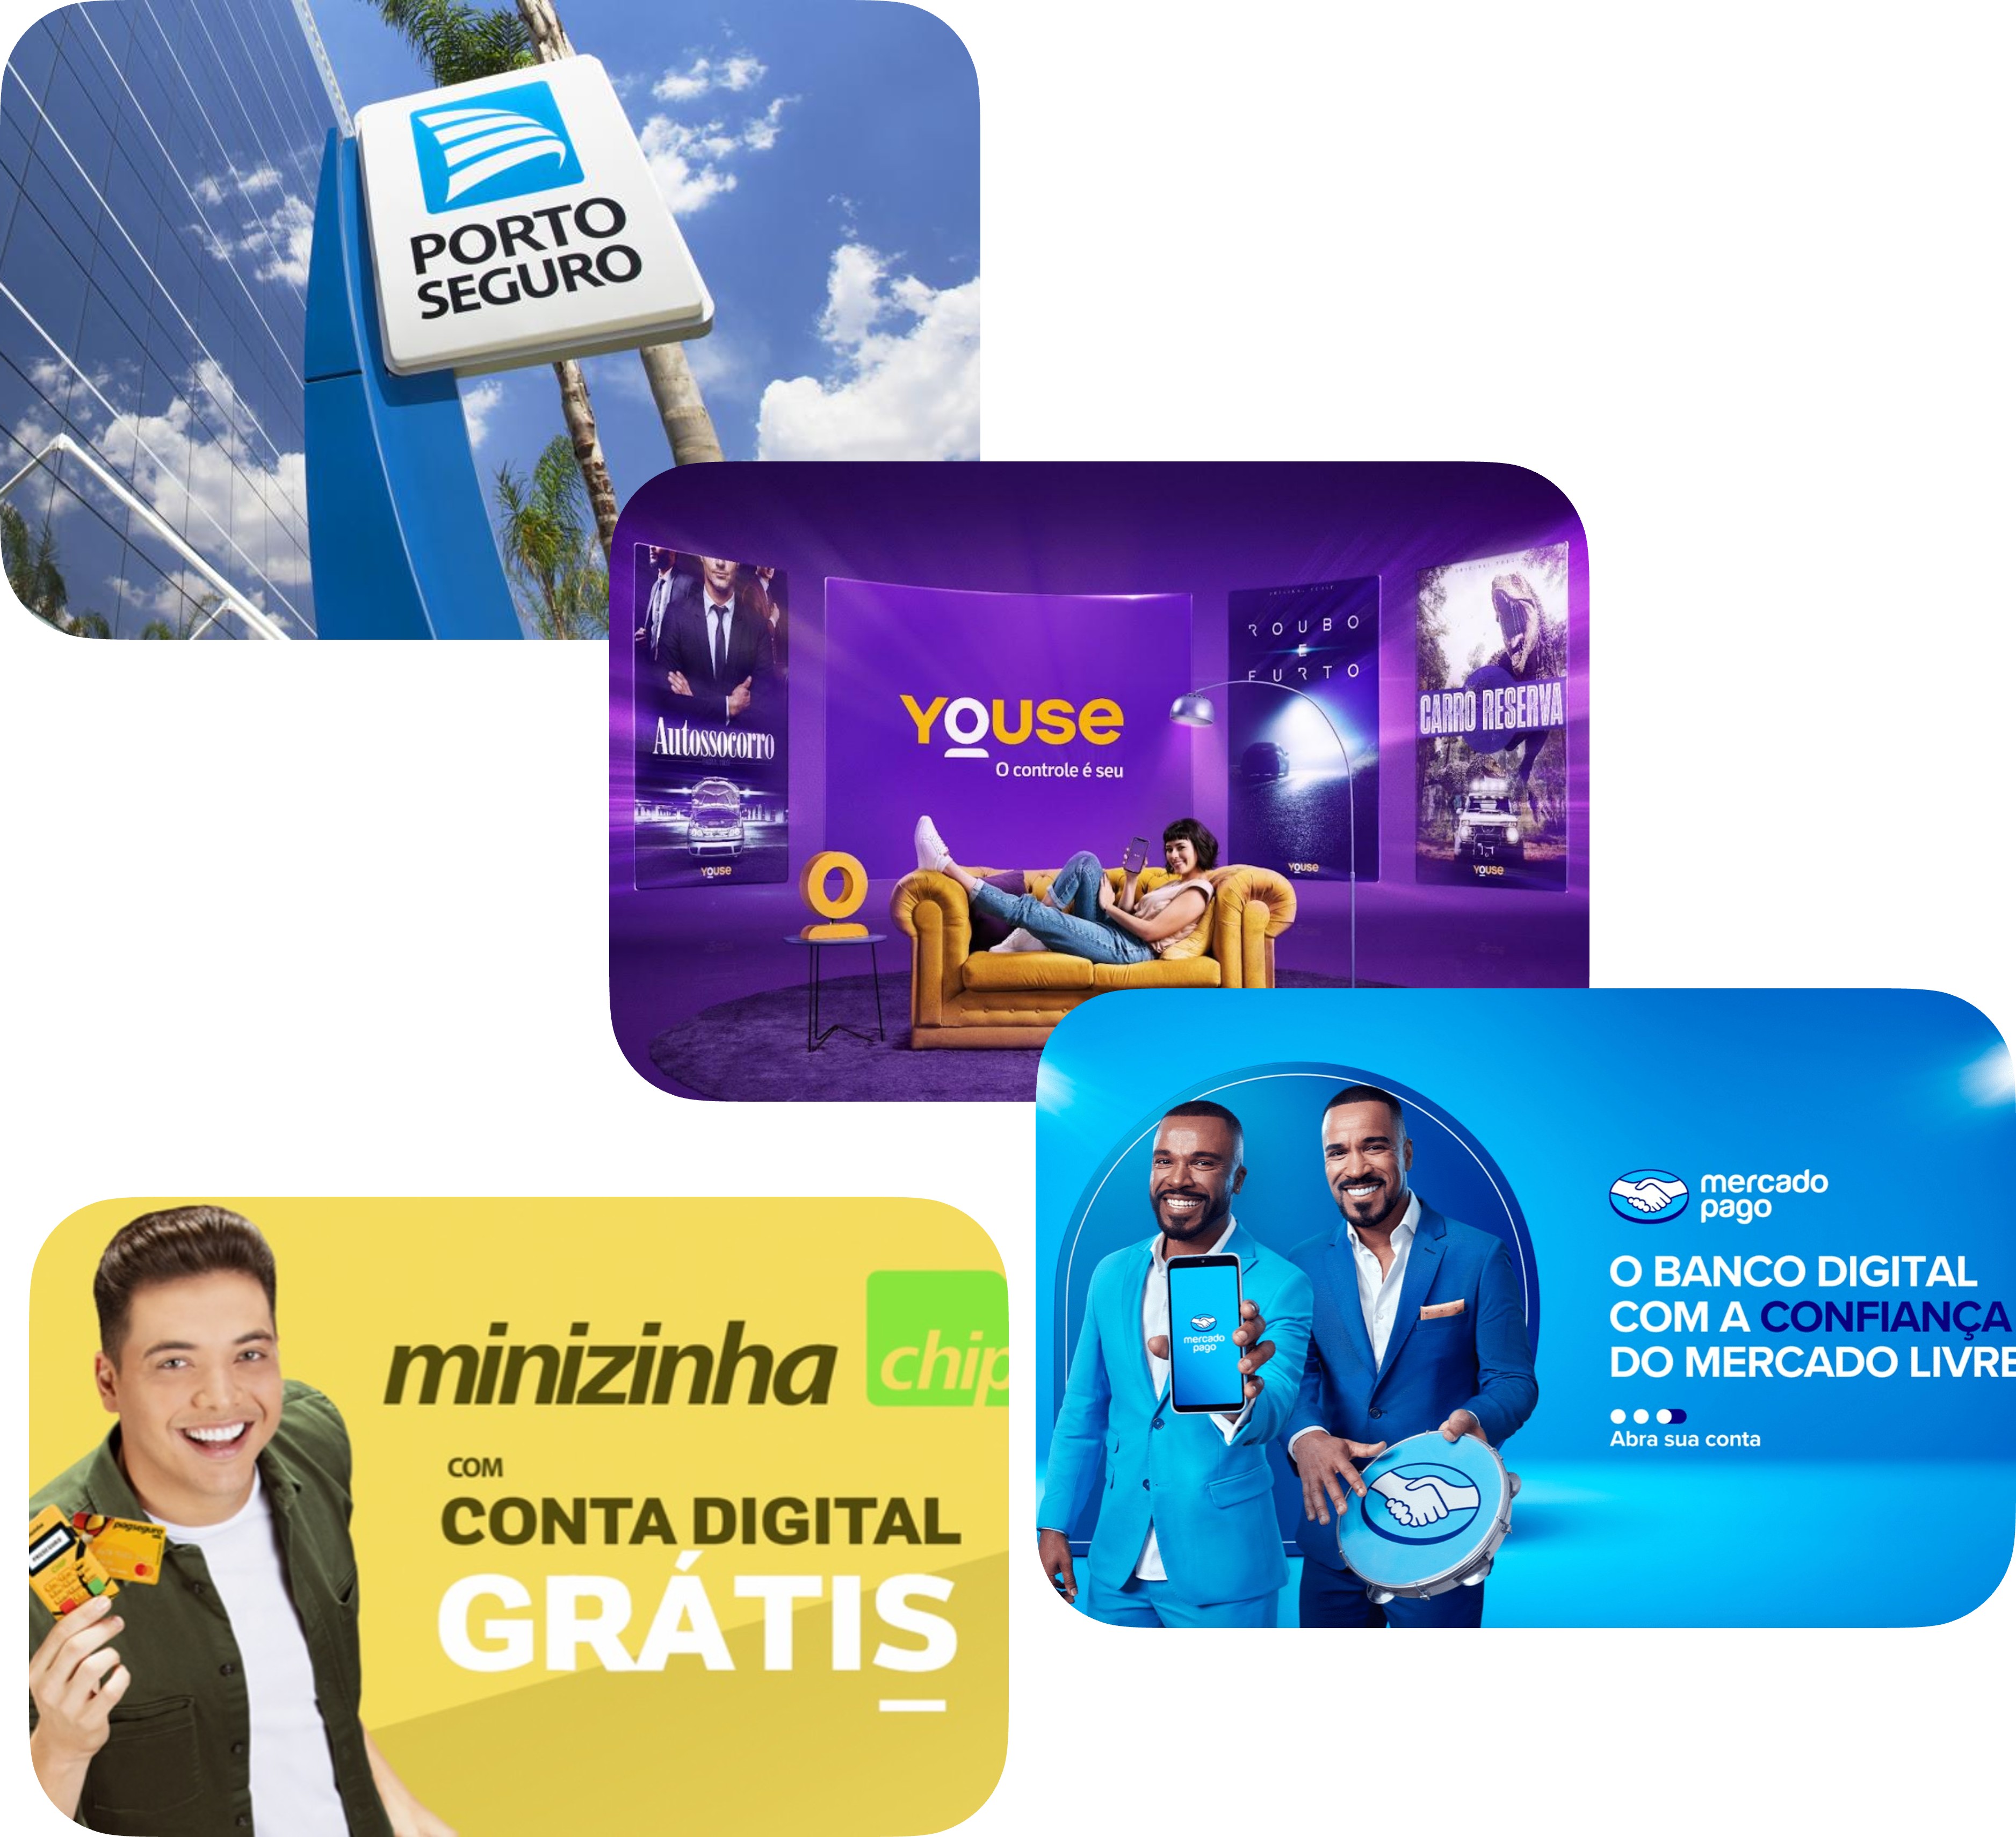 PORTO
SEGURO
Autossocorro
YOUSE
YOUSE
O controle é seu
ROUBO
E
FURTO
YOUSE
CARRO RESERVA
YOUSE
mercado
pago
O BANCO DIGITAL
COM A CONFIANÇA
DO MERCADO LIVRE
Abra sua conta
mercado
pago
minizinha chip
COM
CONTA DIGITAL
GRÁTIS
pagseguro